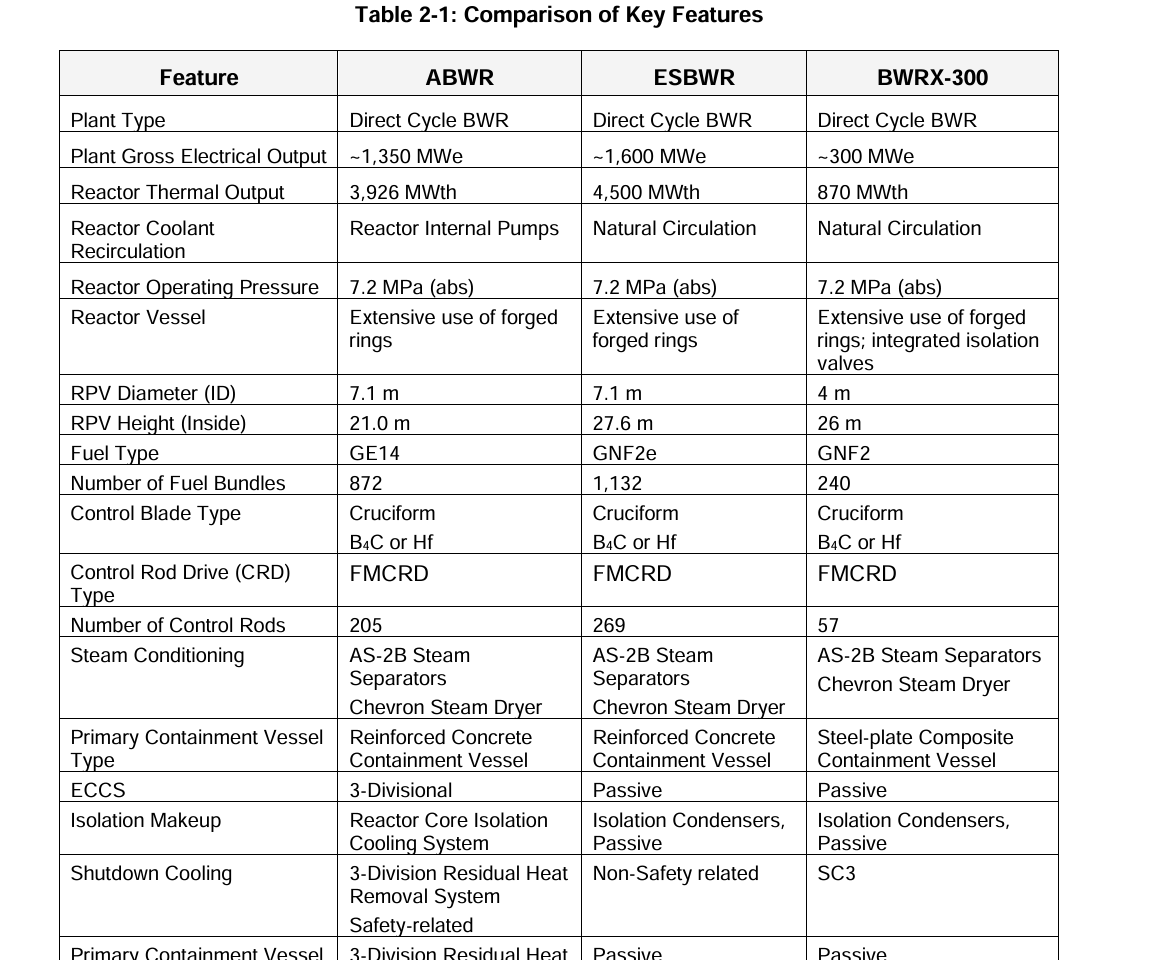 Table 2-1: Comparison of Key Features
Feature ABWR ESBWR BWRX-300
Plant Type Direct Cycle BWR Direct Cycle BWR Direct Cycle BWR
Plant Gross Electrical Output ~1,350 MWe ~1,600 MWe ~300 MWe
Reactor Thermal Output 3,926 MWth 4,500 MWth 870 MWth
Reactor Coolant Reactor Internal Pumps Natural Circulation Natural Circulation
Recirculation
Reactor Operating Pressure 7.2 MPa (abs) 7.2 MPa (abs) 7.2 MPa (abs)
Reactor Vessel Extensive use of forged Extensive use of Extensive use of forged
rings forged rings rings; integrated isolation
valves
RPV Diameter (ID) 7.1 m 7.1 m 4 m
RPV Height (Inside) 21.0 m 27.6 m 26 m
Fuel Type GE14 GNF2e GNF2
Number of Fuel Bundles 872 1,132 240
Control Blade Type Cruciform Cruciform Cruciform
B₄C or Hf B₄C or Hf B₄C or Hf
Control Rod Drive (CRD) FMCRD FMCRD FMCRD
Type
Number of Control Rods 205 269 57
Steam Conditioning AS-2B Steam AS-2B Steam AS-2B Steam Separators
Separators Separators Chevron Steam Dryer
Chevron Steam Dryer Chevron Steam Dryer
Primary Containment Vessel Reinforced Concrete Reinforced Concrete Steel-plate Composite
Type Containment Vessel Containment Vessel Containment Vessel
ECCS 3-Divisional Passive Passive
Isolation Makeup Reactor Core Isolation Isolation Condensers, Isolation Condensers,
Cooling System Passive Passive
Shutdown Cooling 3-Division Residual Heat Non-Safety related SC3
Removal System
Safety-related
Primary Containment Vessel 3-Division Residual Heat Passive Passive